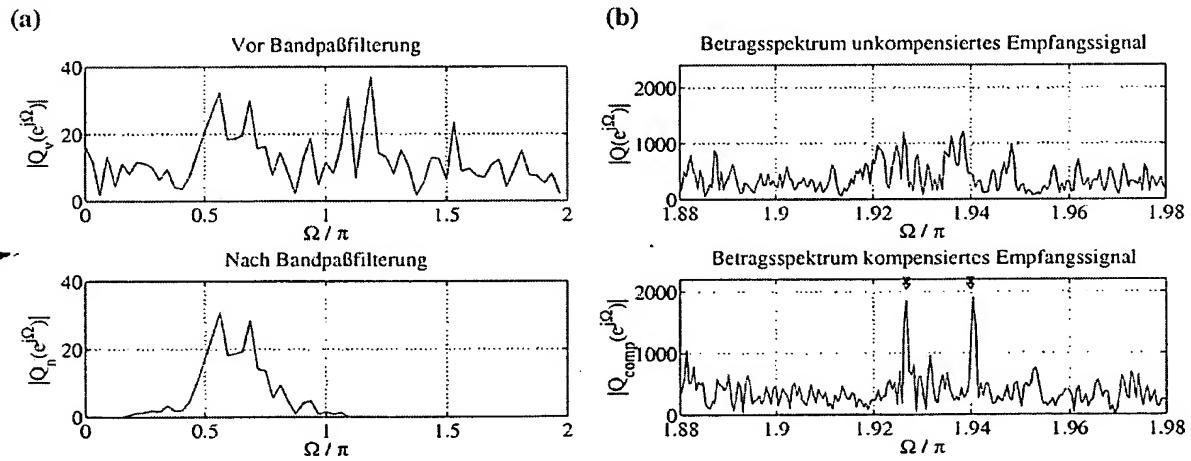 (a)
Vor Bandpaßfilterung
|Q_v(e^{jΩ})|
40
20
0
0 0.5 1 1.5 2
Ω / π
Nach Bandpaßfilterung
|Q_n(e^{jΩ})|
40
20
0
0 0.5 1 1.5 2
Ω / π
(b)
Betragsspektrum unkompensiertes Empfangssignal
|Q(e^{jΩ})|
2000
1000
0
1.88 1.9 1.92 1.94 1.96 1.98
Ω / π
Betragsspektrum kompensiertes Empfangssignal
|Q_{comp}(e^{jΩ})|
2000
1000
0
1.88 1.9 1.92 1.94 1.96 1.98
Ω / π